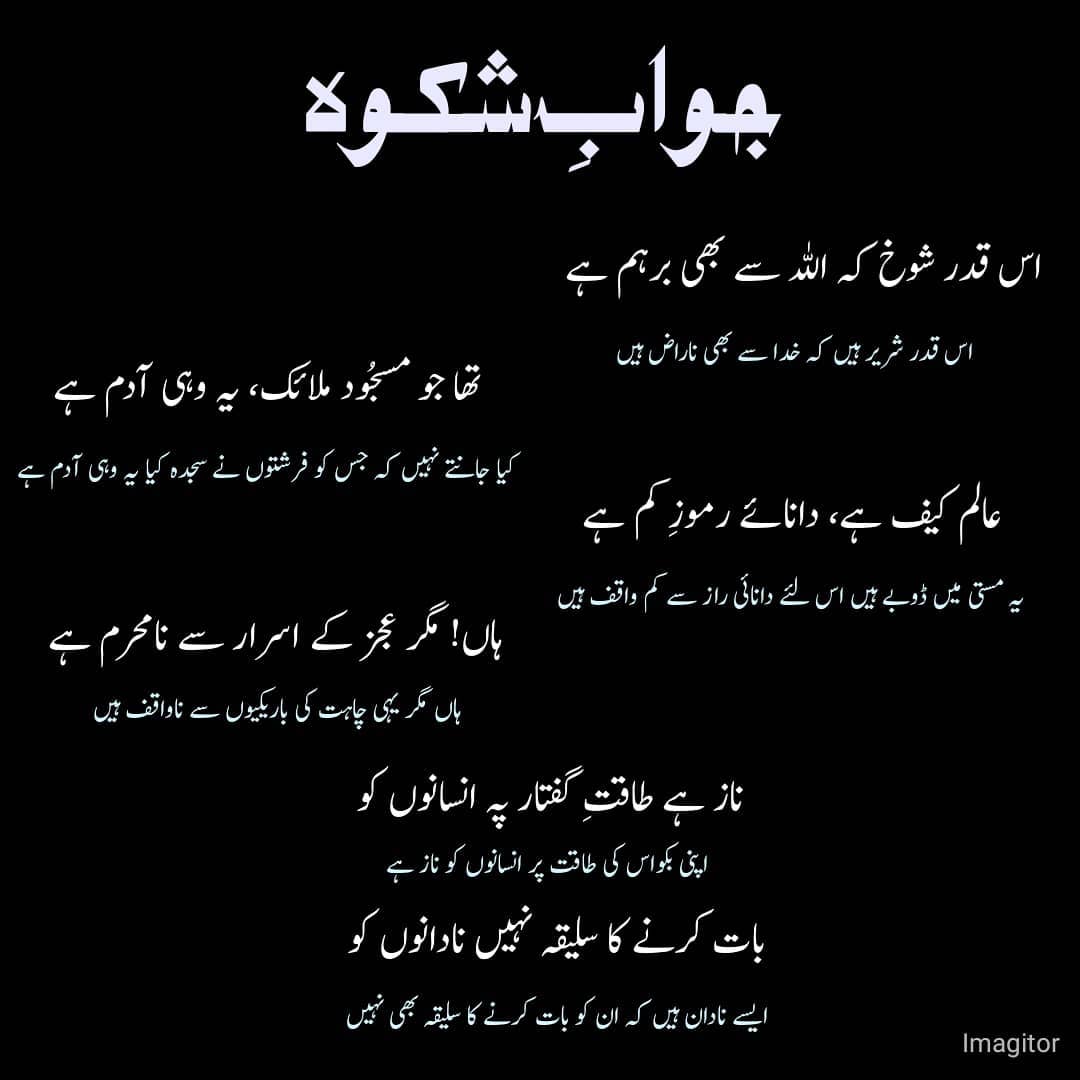 جوابِ شکوہ
اس قدر شوخ کہ اللہ سے بھی برہم ہے
اس قدر شریر ہیں کہ خدا سے بھی ناراض ہیں
تھا جو مسجُود ملائک، یہ وہی آدم ہے
کیا جانتے نہیں کہ جس کو فرشتوں نے سجدہ کیا یہ وہی آدم ہے
عالم کیف ہے، دانائے رموزِ کم ہے
یہ مستی میں ڈوبے ہیں اس لئے دانائی راز سے کم واقف ہیں
ہاں! مگر عجز کے اسرار سے نامحرم ہے
ہاں مگر یہی چاہت کی باریکیوں سے ناواقف ہیں
ناز ہے طاقتِ گفتار پہ انسانوں کو
اپنی بکواس کی طاقت پر انسانوں کو ناز ہے
بات کرنے کا سلیقہ نہیں نادانوں کو
ایسے نادان ہیں کہ ان کو بات کرنے کا سلیقہ بھی نہیں
Imagitor